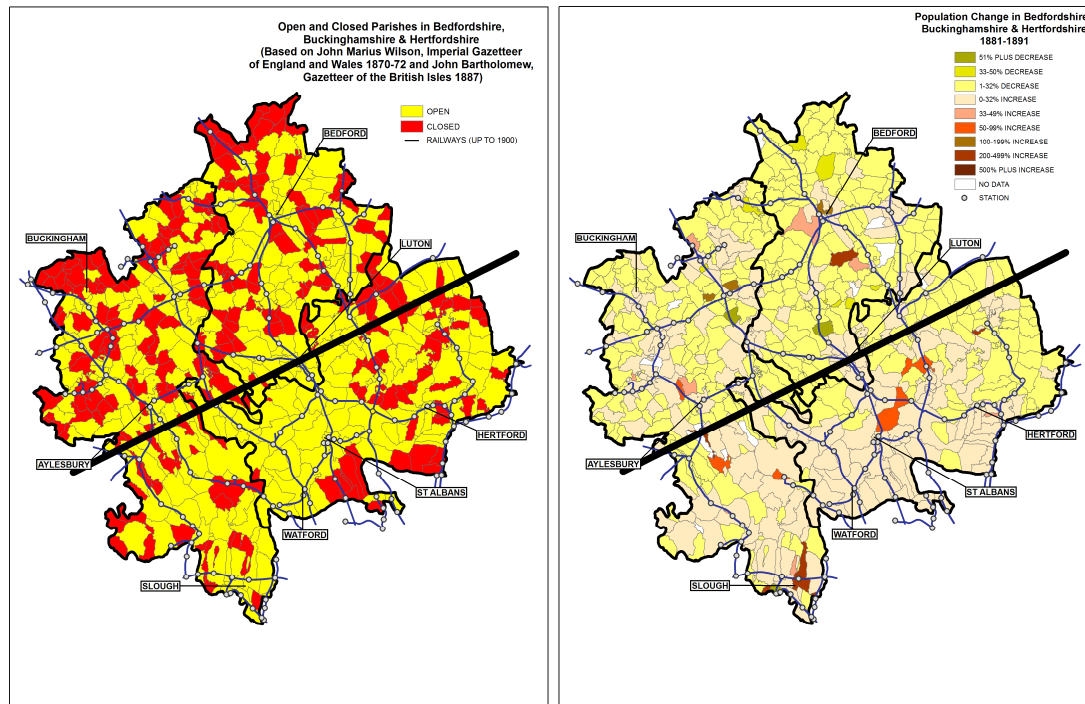 Open and Closed Parishes in Bedfordshire,
Buckinghamshire & Hertfordshire
(Based on John Marius Wilson, Imperial Gazetteer
of England and Wales 1870-72 and John Bartholomew,
Gazetteer of the British Isles 1887)
OPEN
CLOSED
RAILWAYS (UP TO 1900)
BEDFORD
BUCKINGHAM
LUTON
HERTFORD
AYLESBURY
ST ALBANS
WATFORD
SLOUGH
Population Change in Bedfordshire
Buckinghamshire & Hertfordshire
1881-1891
51% PLUS DECREASE
33-50% DECREASE
1-32% DECREASE
0-32% INCREASE
33-49% INCREASE
50-99% INCREASE
100-199% INCREASE
200-499% INCREASE
500% PLUS INCREASE
NO DATA
STATION
BEDFORD
BUCKINGHAM
LUTON
HERTFORD
AYLESBURY
ST ALBANS
WATFORD
SLOUGH